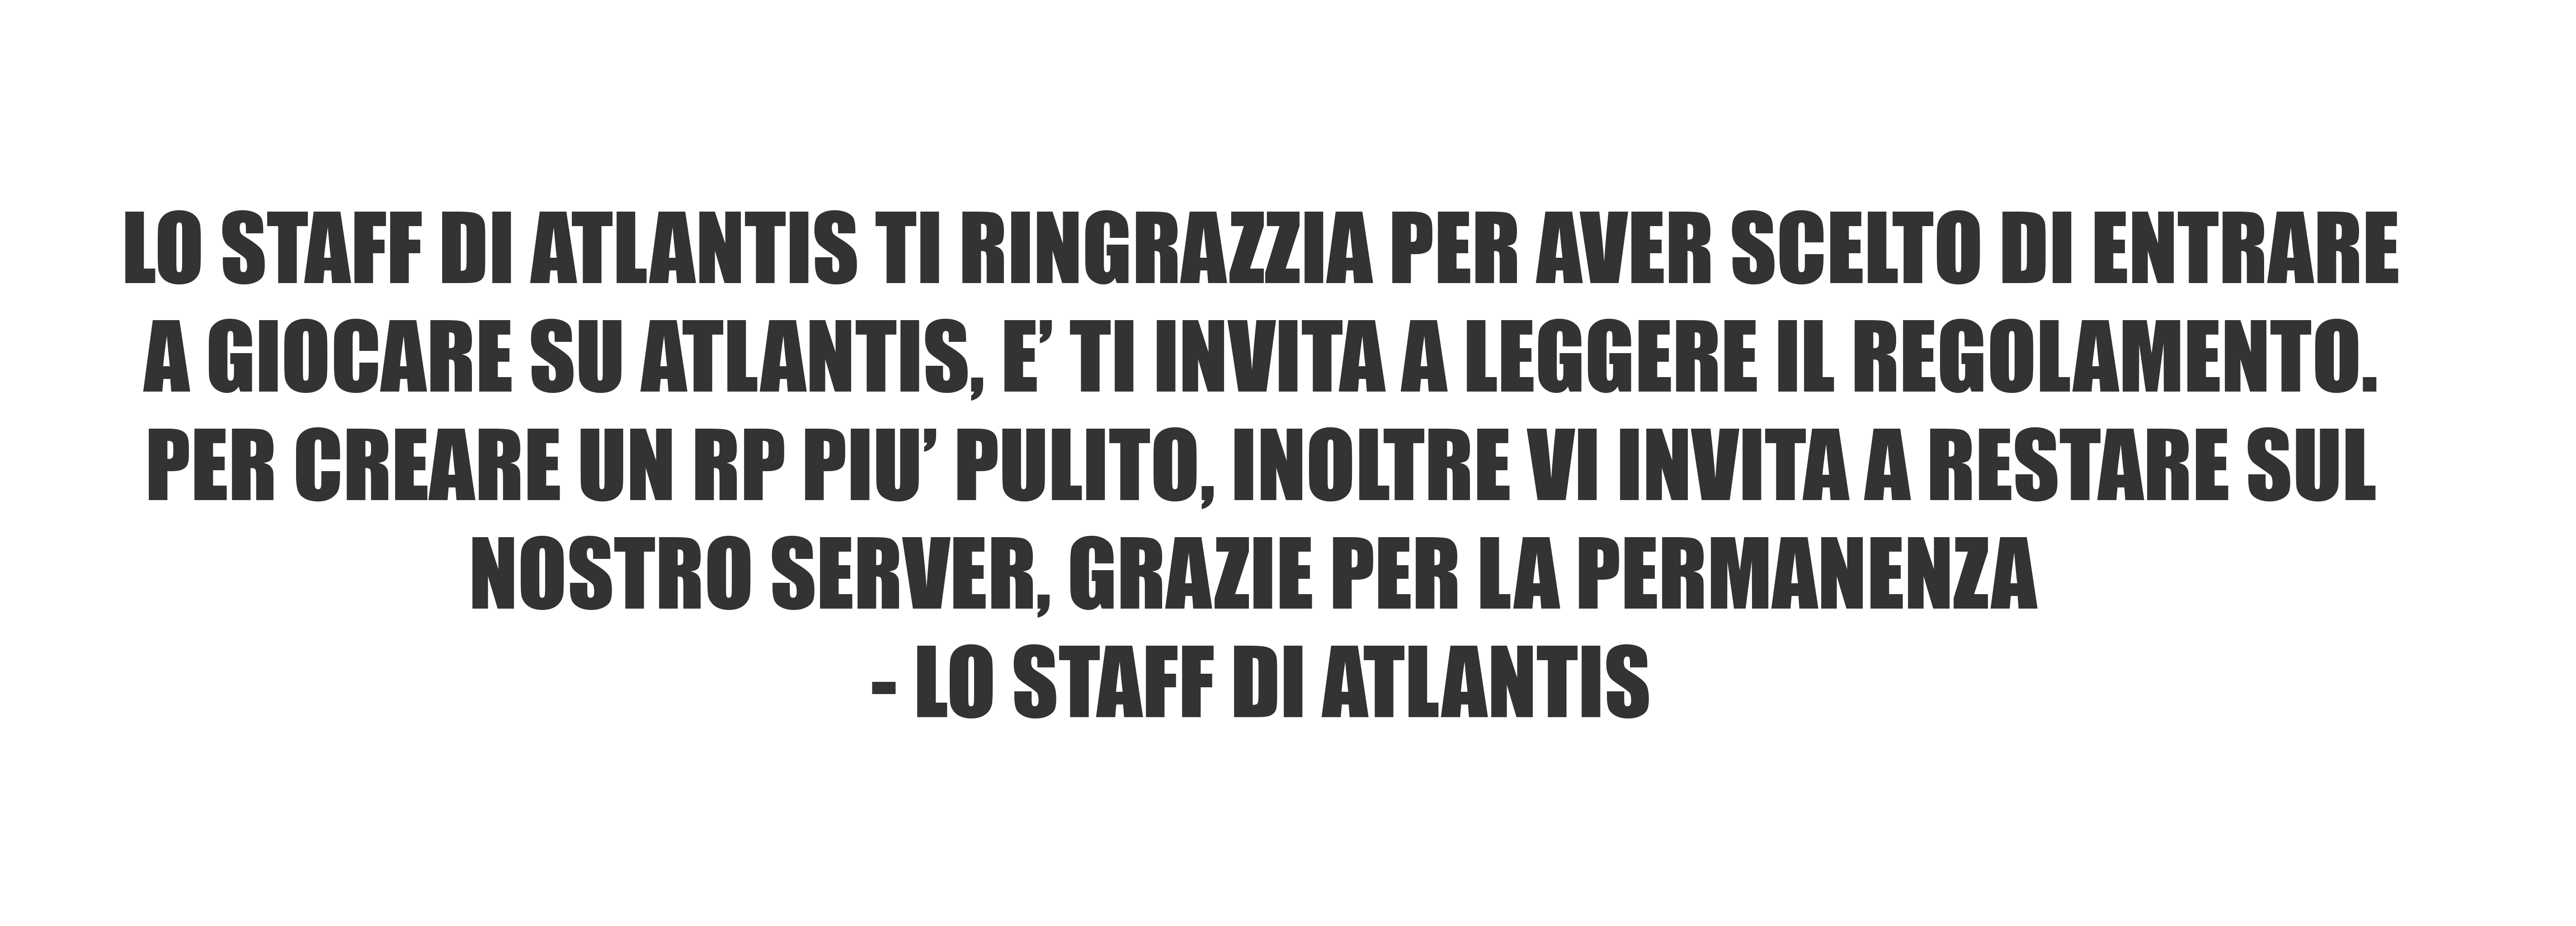 LO STAFF DI ATLANTIS TI RINGRAZZIA PER AVER SCELTO DI ENTRARE
A GIOCARE SU ATLANTIS, E’ TI INVITA A LEGGERE IL REGOLAMENTO.
PER CREARE UN RP PIU’ PULITO, INOLTRE VI INVITA A RESTARE SUL
NOSTRO SERVER, GRAZIE PER LA PERMANENZA
- LO STAFF DI ATLANTIS